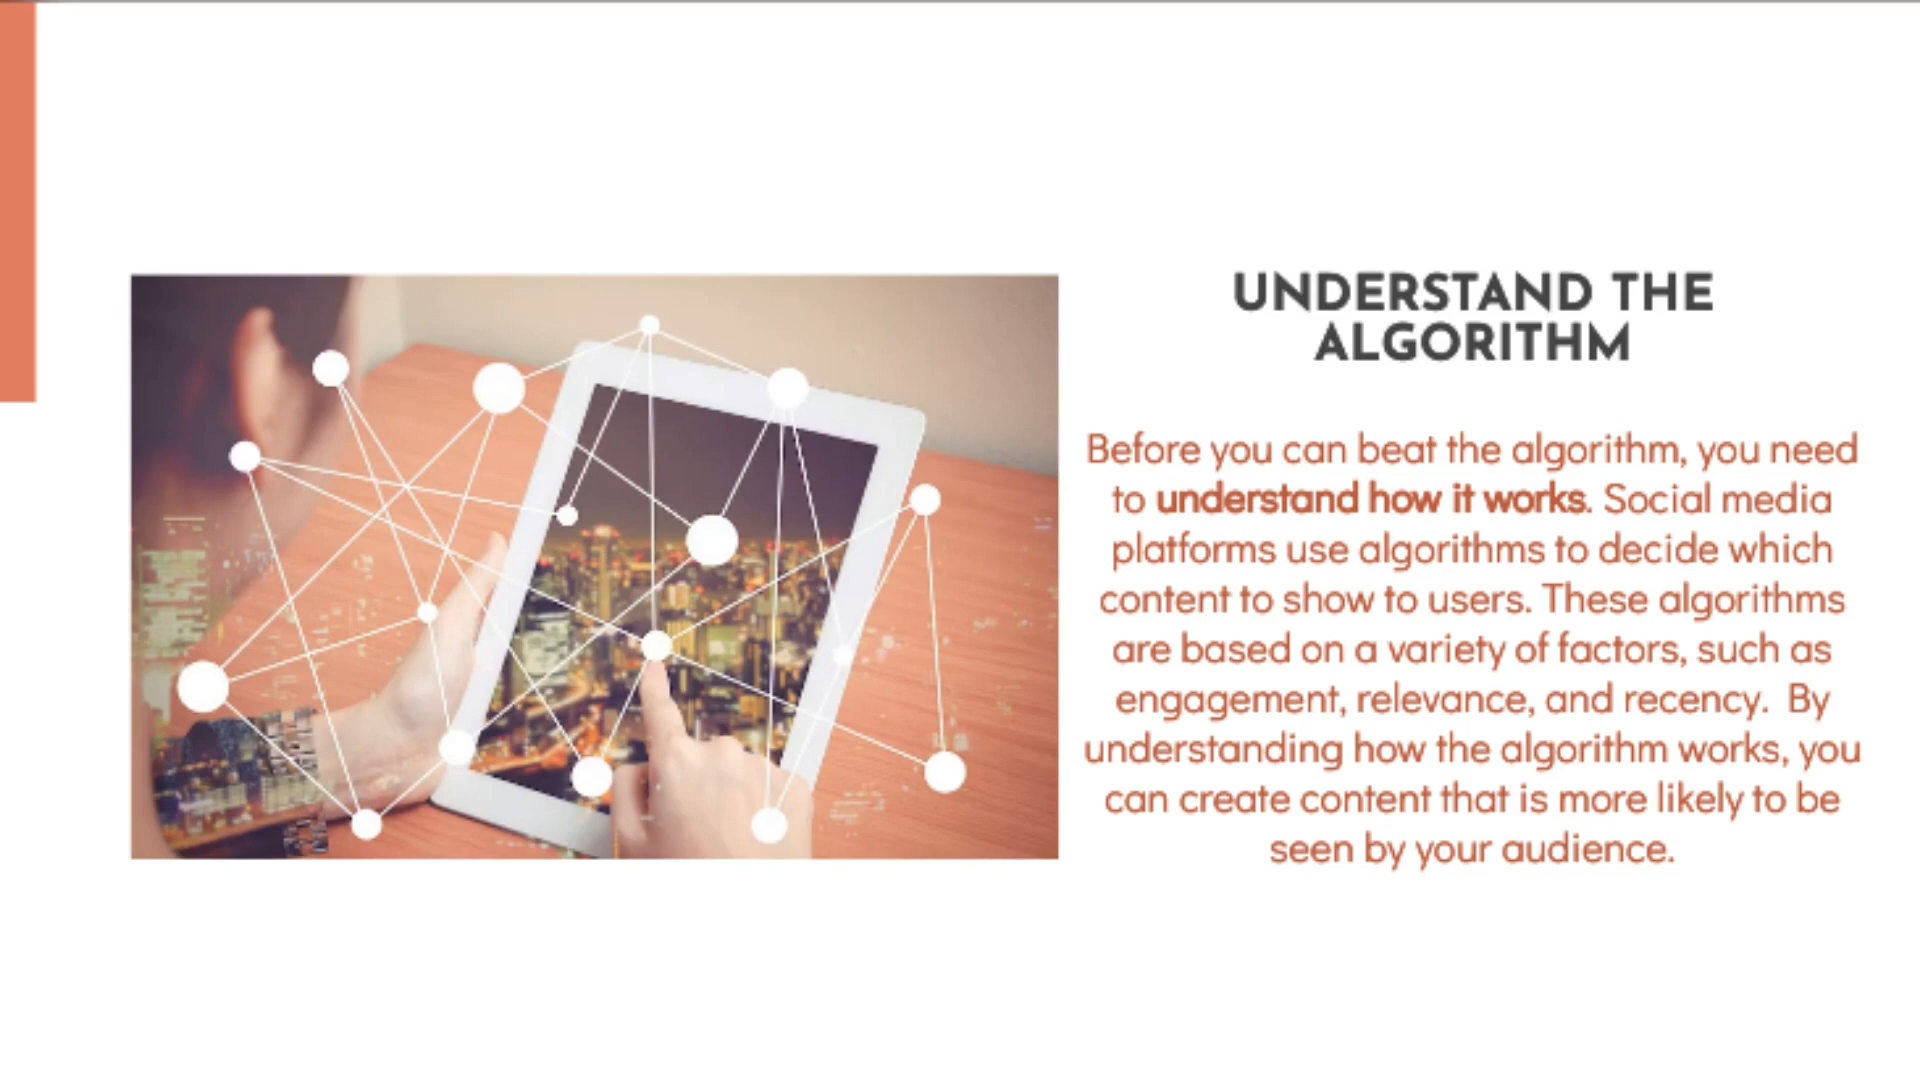 UNDERSTAND THE
ALGORITHM
Before you can beat the algorithm, you need
to understand how it works. Social media
platforms use algorithms to decide which
content to show to users. These algorithms
are based on a variety of factors, such as
engagement, relevance, and recency.  By
understanding how the algorithm works, you
can create content that is more likely to be
seen by your audience.